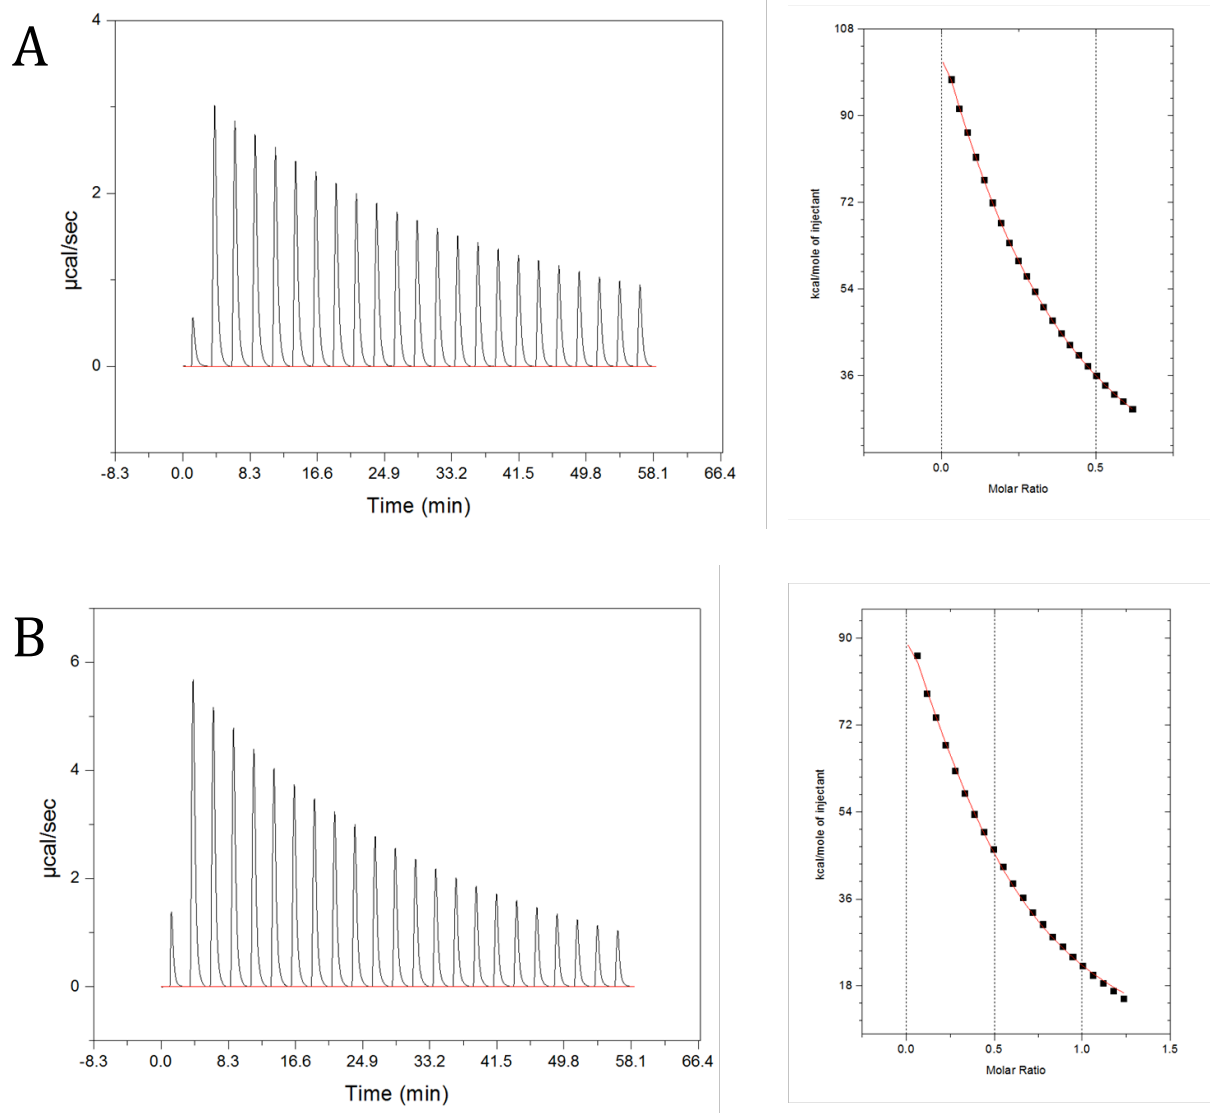 A
4
2
0
μcal/sec
-8.3 0.0 8.3 16.6 24.9 33.2 41.5 49.8 58.1 66.4
Time (min)
108
90
72
54
36
kcal/mole of injectant
0.0 0.5
Molar Ratio
B
6
4
2
0
μcal/sec
-8.3 0.0 8.3 16.6 24.9 33.2 41.5 49.8 58.1 66.4
Time (min)
90
72
54
36
18
kcal/mole of injectant
0.0 0.5 1.0 1.5
Molar Ratio